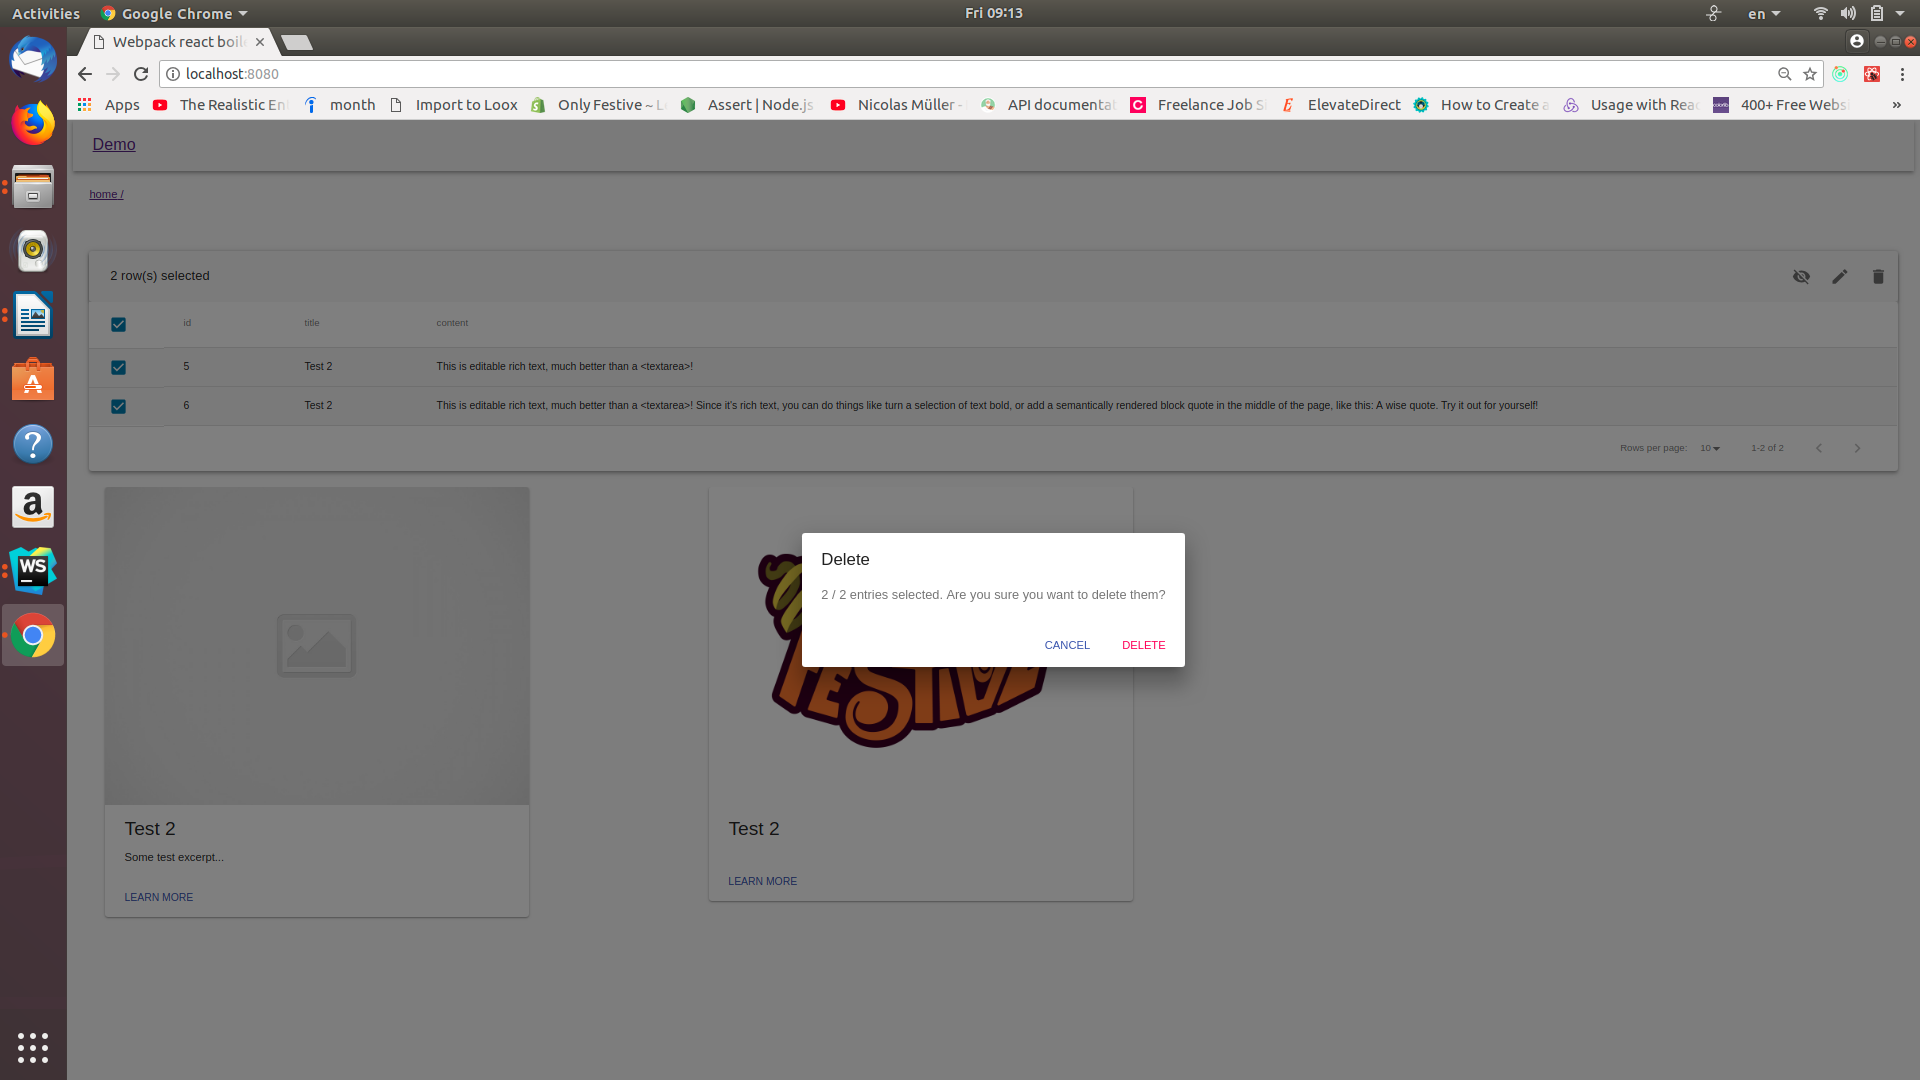 Activities Google Chrome Fri 09:13 en
Webpack react boil
localhost:8080
Apps The Realistic En month Import to Loox Only Festive ~ L Assert | Node.js Nicolas Müller - API documentat Freelance Job S ElevateDirect How to Create a Usage with Reac 400+ Free Websi »
Demo
home /
2 row(s) selected
id title content
5 Test 2 This is editable rich text, much better than a <textarea>!
6 Test 2 This is editable rich text, much better than a <textarea>! Since it's rich text, you can do things like turn a selection of text bold, or add a semantically rendered block quote in the middle of the page, like this: A wise quote. Try it out for yourself!
Rows per page: 10 1-2 of 2
Delete
2 / 2 entries selected. Are you sure you want to delete them?
CANCEL DELETE
FESTIVE
Test 2
Some test excerpt...
LEARN MORE
Test 2
LEARN MORE
WS